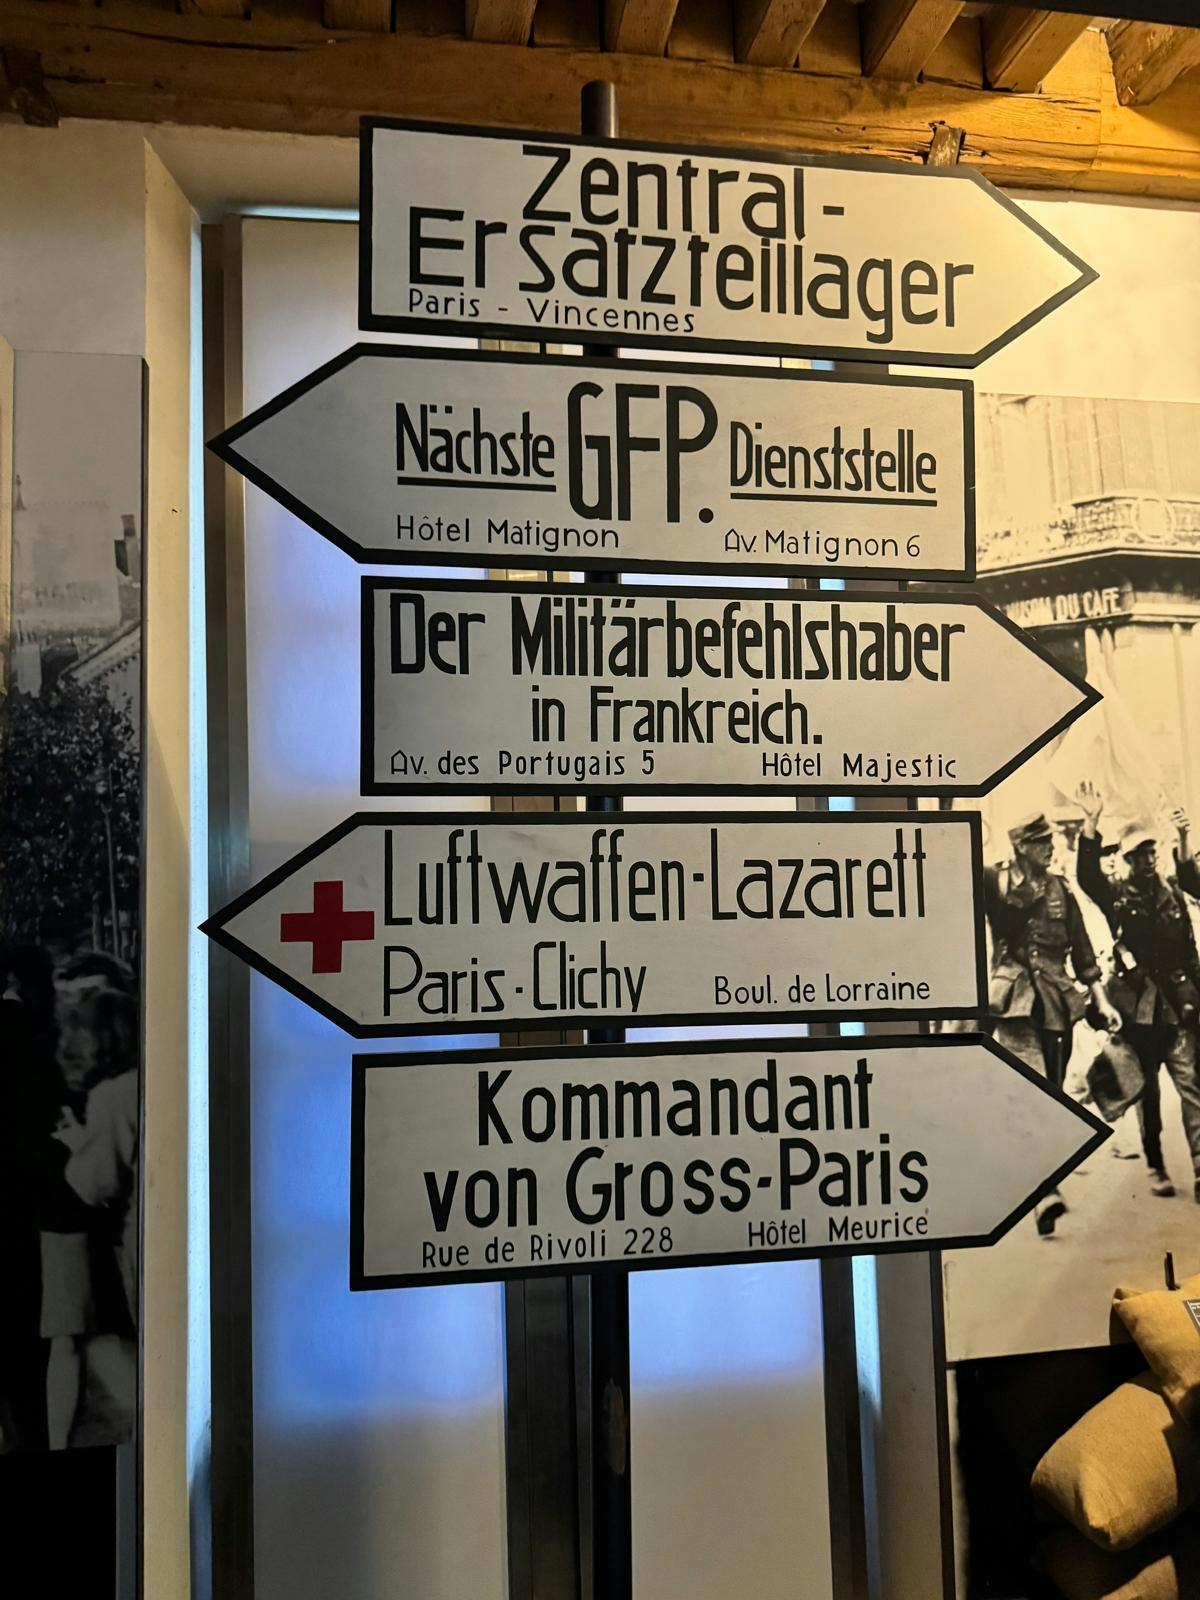 Zentral-
Ersatzteillager
Paris - Vincennes
Nächste GFP. Dienststelle
Hôtel Matignon Av. Matignon 6
Der Militärbefehlshaber
in Frankreich.
Av. des Portugais 5 Hôtel Majestic
Luftwaffen-Lazarett
Paris-Clichy Boul. de Lorraine
Kommandant
von Gross-Paris
Rue de Rivoli 228 Hôtel Meurice
DU CAFE